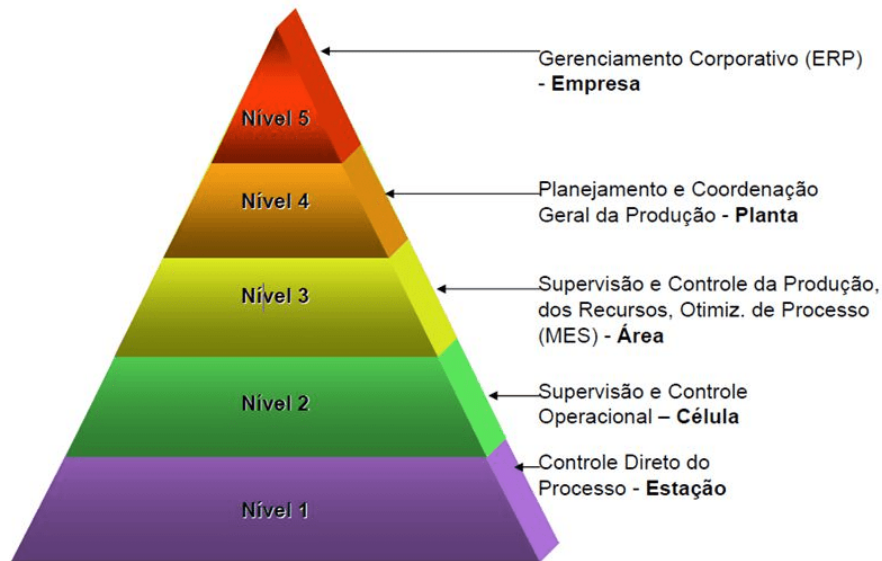 Nível 5
Gerenciamento Corporativo (ERP)
- Empresa
Nível 4
Planejamento e Coordenação
Geral da Produção - Planta
Nível 3
Supervisão e Controle da Produção,
dos Recursos, Otimiz. de Processo
(MES) - Área
Nível 2
Supervisão e Controle
Operacional – Célula
Nível 1
Controle Direto do
Processo - Estação